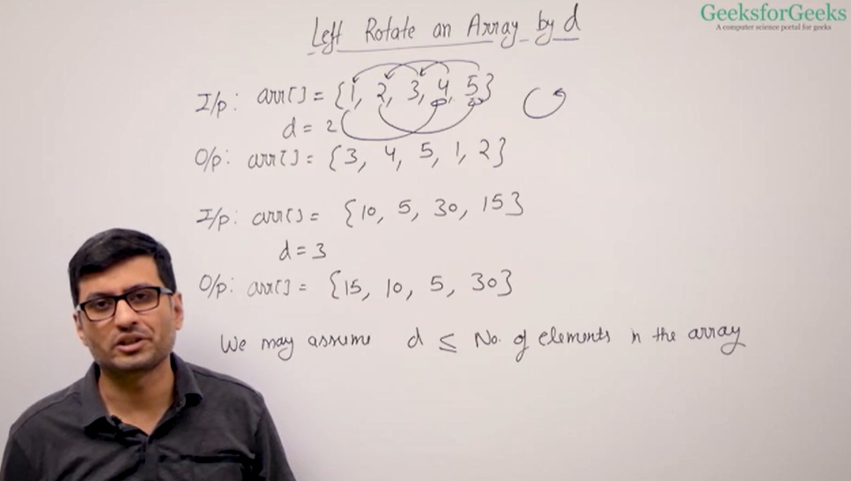 GeeksforGeeks
A computer science portal for geeks
Left Rotate an Array by d
I/p: arr[] = {1, 2, 3, 4, 5}
d = 2
O/p: arr[] = {3, 4, 5, 1, 2}
I/p: arr[] = {10, 5, 30, 15}
d = 3
O/p: arr[] = {15, 10, 5, 30}
We may assume d ≤ No. of elements in the array